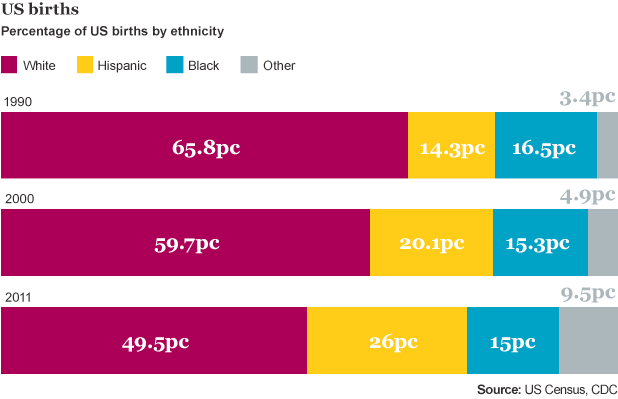 US births
Percentage of US births by ethnicity
White Hispanic Black Other
1990
3.4pc
65.8pc 14.3pc 16.5pc
2000
4.9pc
59.7pc 20.1pc 15.3pc
2011
9.5pc
49.5pc 26pc 15pc
Source: US Census, CDC